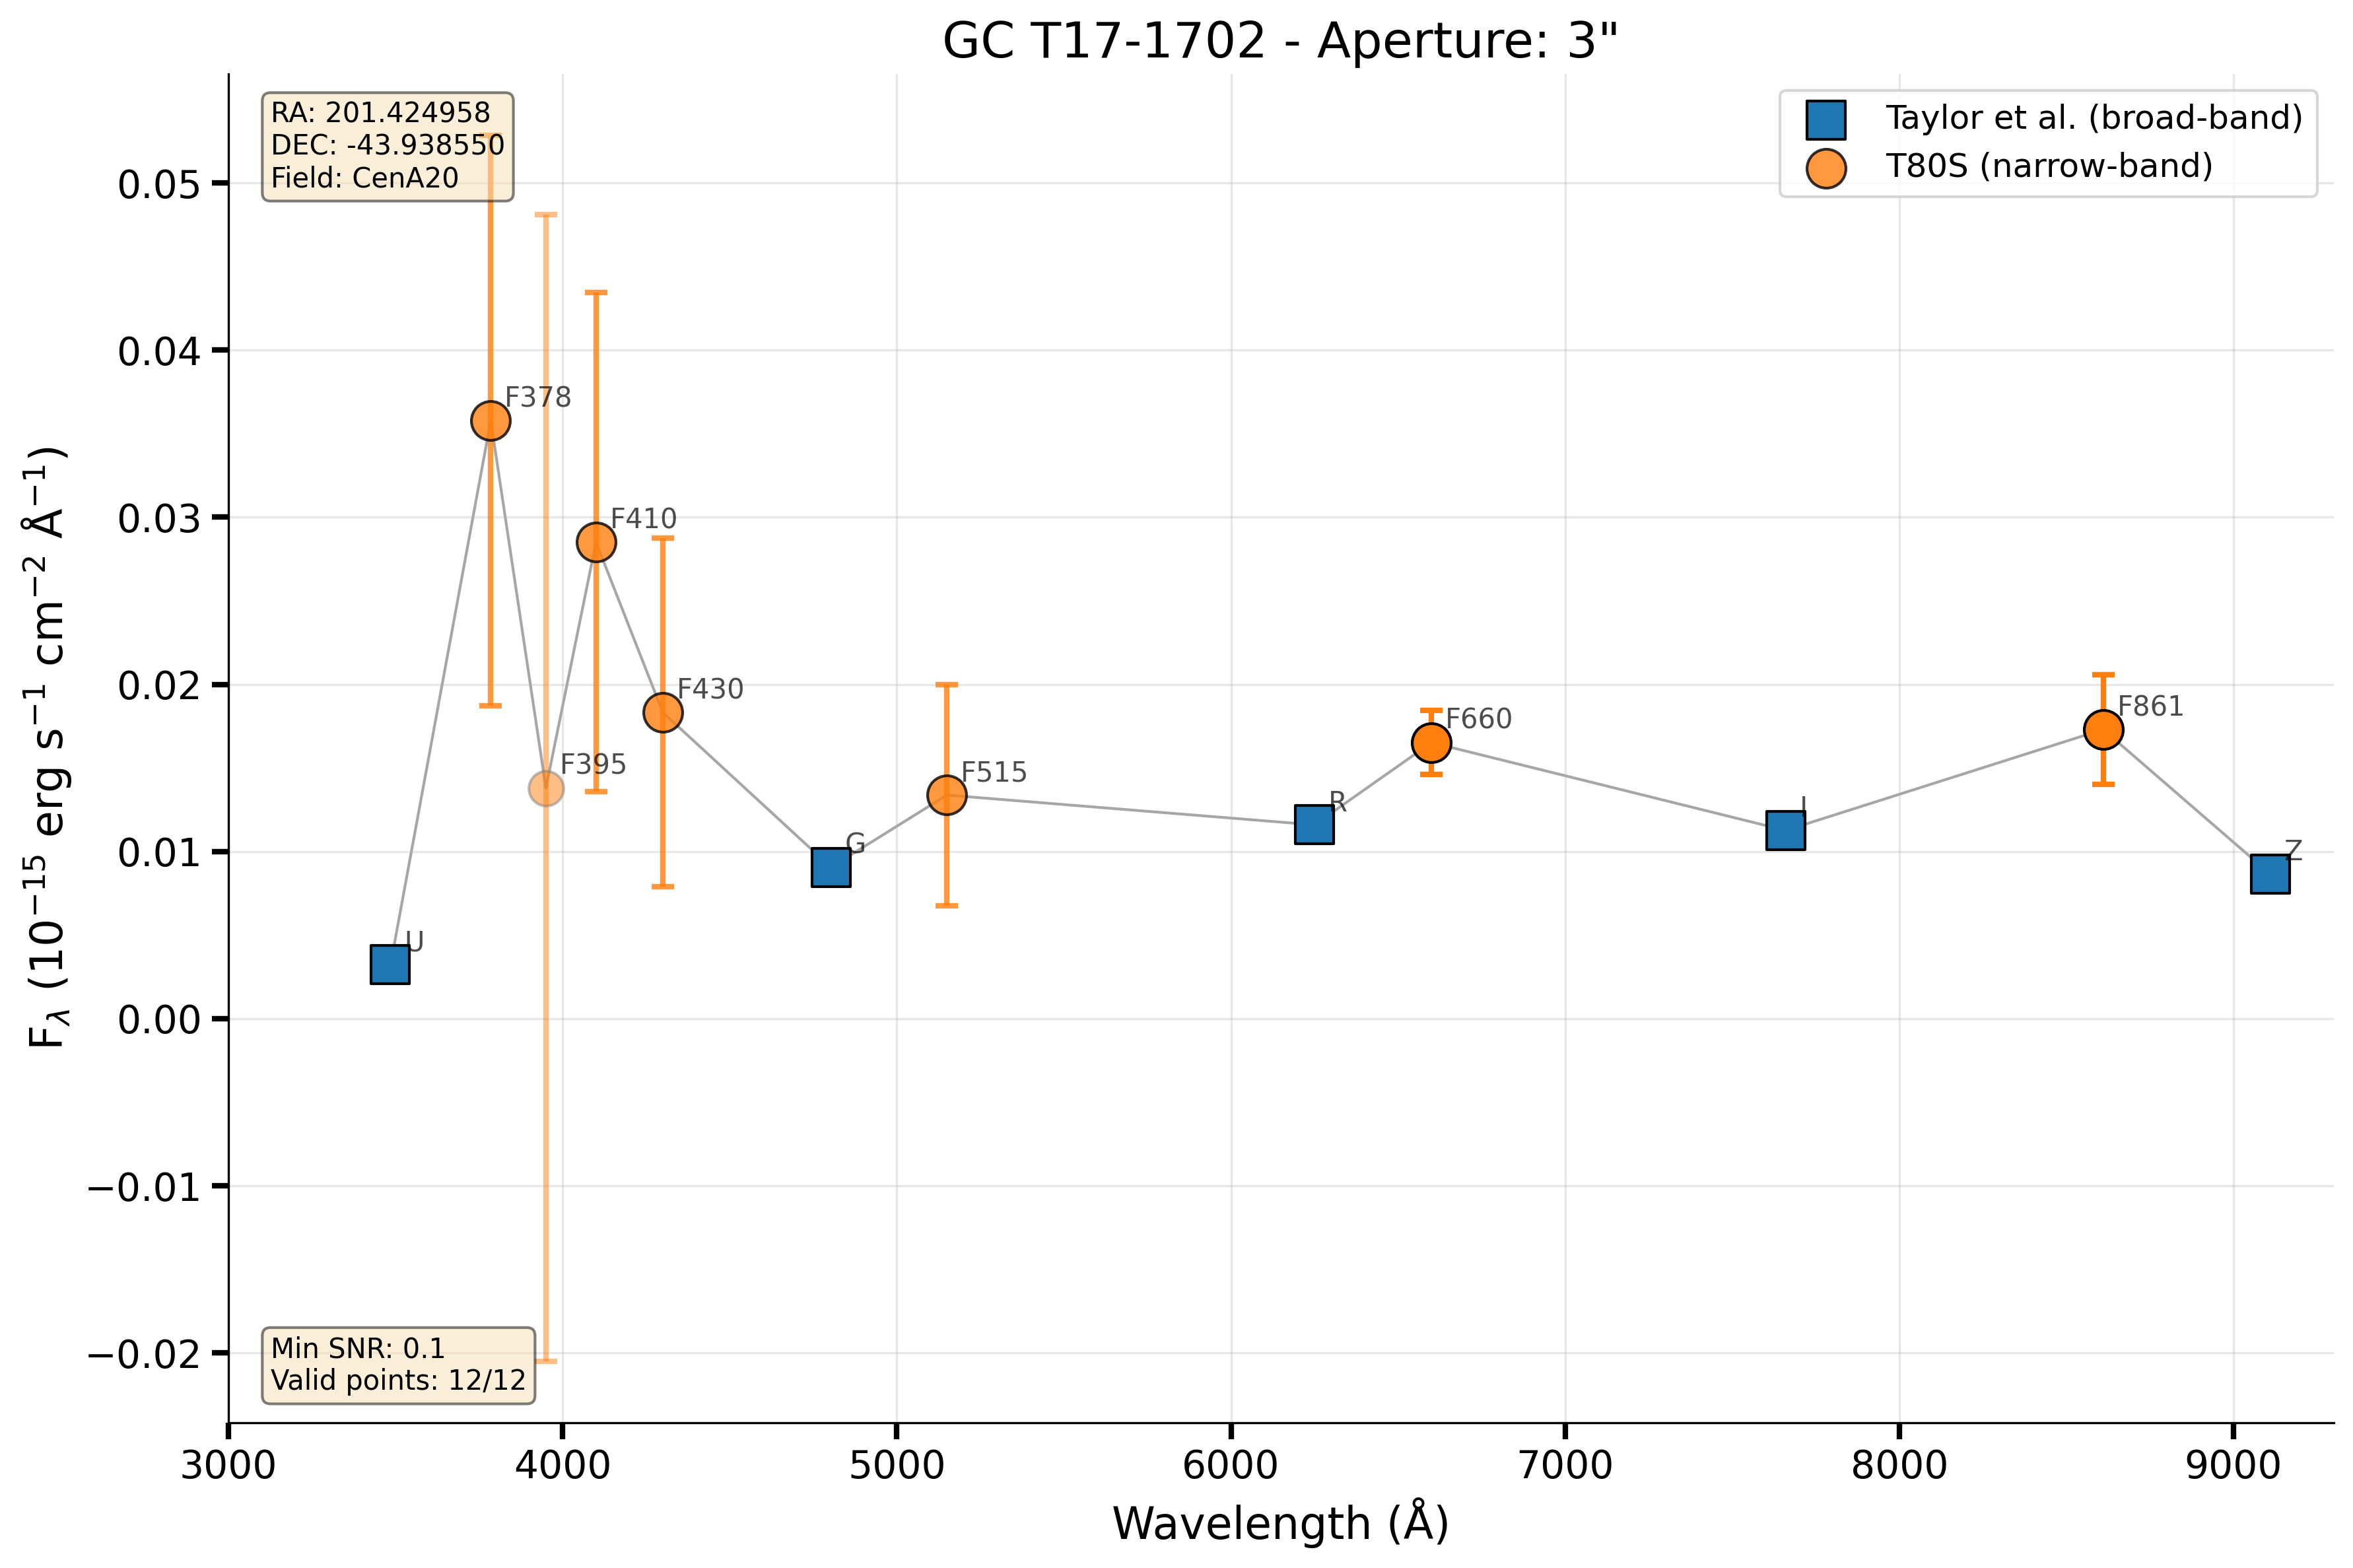 GC T17-1702 - Aperture: 3"
RA: 201.424958
DEC: -43.938550
Field: CenA20
Taylor et al. (broad-band)
T80S (narrow-band)
F378
F410
F430
F395
F515
F660
F861
U
G
R
I
Z
0.05
0.04
0.03
0.02
0.01
0.00
−0.01
−0.02
F_λ (10⁻¹⁵ erg s⁻¹ cm⁻² Å⁻¹)
Min SNR: 0.1
Valid points: 12/12
3000 4000 5000 6000 7000 8000 9000
Wavelength (Å)